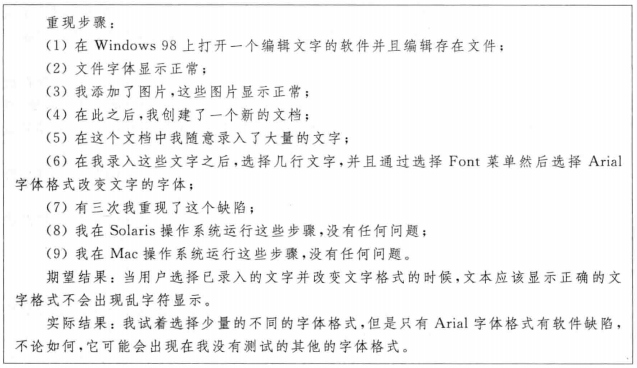 重现步骤：
(1) 在 Windows 98 上打开一个编辑文字的软件并且编辑存在文件；
(2) 文件字体显示正常；
(3) 我添加了图片，这些图片显示正常；
(4) 在此之后，我创建了一个新的文档；
(5) 在这个文档中我随意录入了大量的文字；
(6) 在我录入这些文字之后，选择几行文字，并且通过选择 Font 菜单然后选择 Arial
字体格式改变文字的字体；
(7) 有三次我重现了这个缺陷；
(8) 我在 Solaris 操作系统运行这些步骤，没有任何问题；
(9) 我在 Mac 操作系统运行这些步骤，没有任何问题。
期望结果：当用户选择已录入的文字并改变文字格式的时候，文本应该显示正确的文
字格式不会出现乱字符显示。
实际结果：我试着选择少量的不同的字体格式，但是只有 Arial 字体格式有软件缺陷，
不论如何，它可能会出现在我没有测试的其他的字体格式。